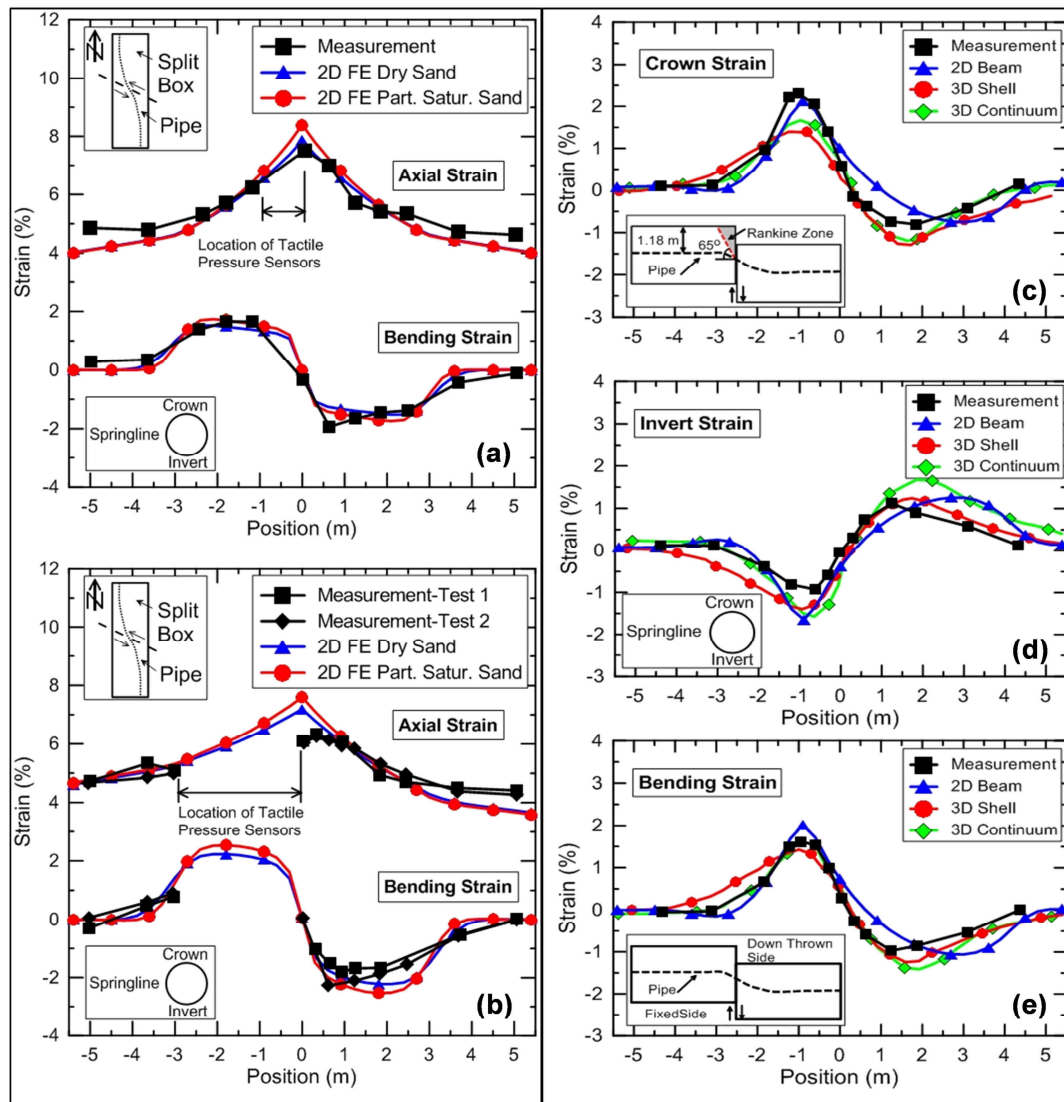 12
10
8
6
4
2
0
-2
-4
Strain (%)
N
Split
Box
Pipe
Measurement
2D FE Dry Sand
2D FE Part. Satur. Sand
Axial Strain
Location of Tactile
Pressure Sensors
Bending Strain
Crown
Springline
Invert
(a)
-5 -4 -3 -2 -1 0 1 2 3 4 5
Position (m)
12
10
8
6
4
2
0
-2
-4
Strain (%)
N
Split
Box
Pipe
Measurement-Test 1
Measurement-Test 2
2D FE Dry Sand
2D FE Part. Satur. Sand
Axial Strain
Location of Tactile
Pressure Sensors
Bending Strain
Crown
Springline
Invert
(b)
-5 -4 -3 -2 -1 0 1 2 3 4 5
Position (m)
4
3
2
1
0
-1
-2
-3
Strain (%)
Crown Strain
Measurement
2D Beam
3D Shell
3D Continuum
1.18 m
65°
Rankine Zone
Pipe
(c)
-5 -4 -3 -2 -1 0 1 2 3 4 5
Position (m)
4
3
2
1
0
-1
-2
-3
Strain (%)
Invert Strain
Measurement
2D Beam
3D Shell
3D Continuum
Crown
Springline
Invert
(d)
-5 -4 -3 -2 -1 0 1 2 3 4 5
Position (m)
4
3
2
1
0
-1
-2
-3
Strain (%)
Bending Strain
Measurement
2D Beam
3D Shell
3D Continuum
Down Thrown
Side
Pipe
FixedSide
(e)
-5 -4 -3 -2 -1 0 1 2 3 4 5
Position (m)